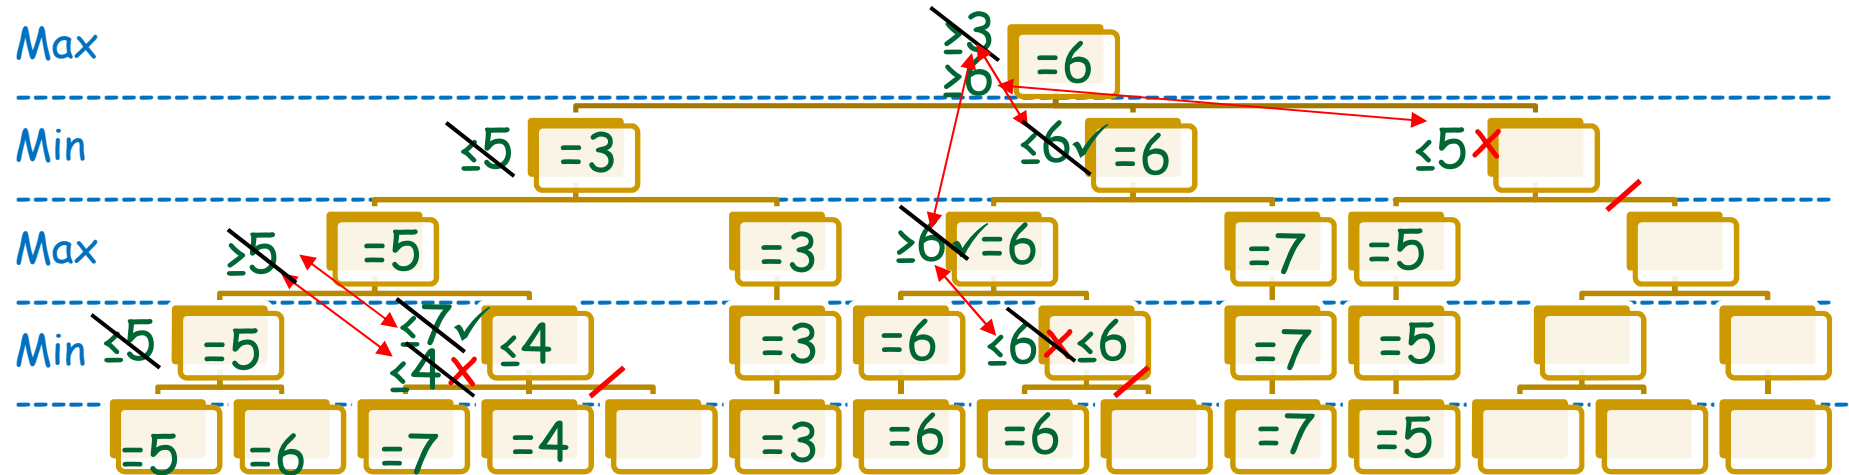 Max ≥3
≥6 =6
Min ≤5 =3 ≤6✓ =6 ≤5 X
Max ≥5 =5 =3 ≥6✓ =6 =7 =5
Min ≤5 =5 ≤7✓ ≤4 =3 =6 ≤6 X ≤6 =7 =5
≤4 X
=5 =6 =7 =4 =3 =6 =6 =7 =5